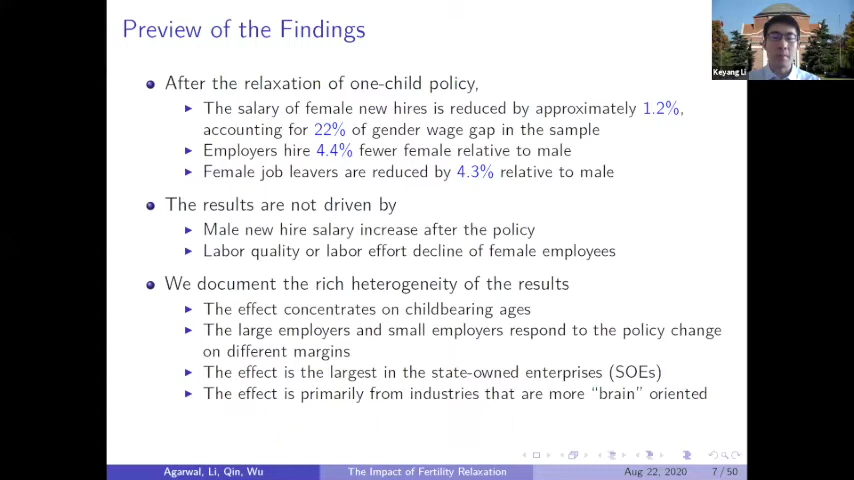 Preview of the Findings
Keyang Li
After the relaxation of one-child policy,
The salary of female new hires is reduced by approximately 1.2%,
accounting for 22% of gender wage gap in the sample
Employers hire 4.4% fewer female relative to male
Female job leavers are reduced by 4.3% relative to male
The results are not driven by
Male new hire salary increase after the policy
Labor quality or labor effort decline of female employees
We document the rich heterogeneity of the results
The effect concentrates on childbearing ages
The large employers and small employers respond to the policy change
on different margins
The effect is the largest in the state-owned enterprises (SOEs)
The effect is primarily from industries that are more “brain” oriented
Agarwal, Li, Qin, Wu
The Impact of Fertility Relaxation
Aug 22, 2020
7 / 50